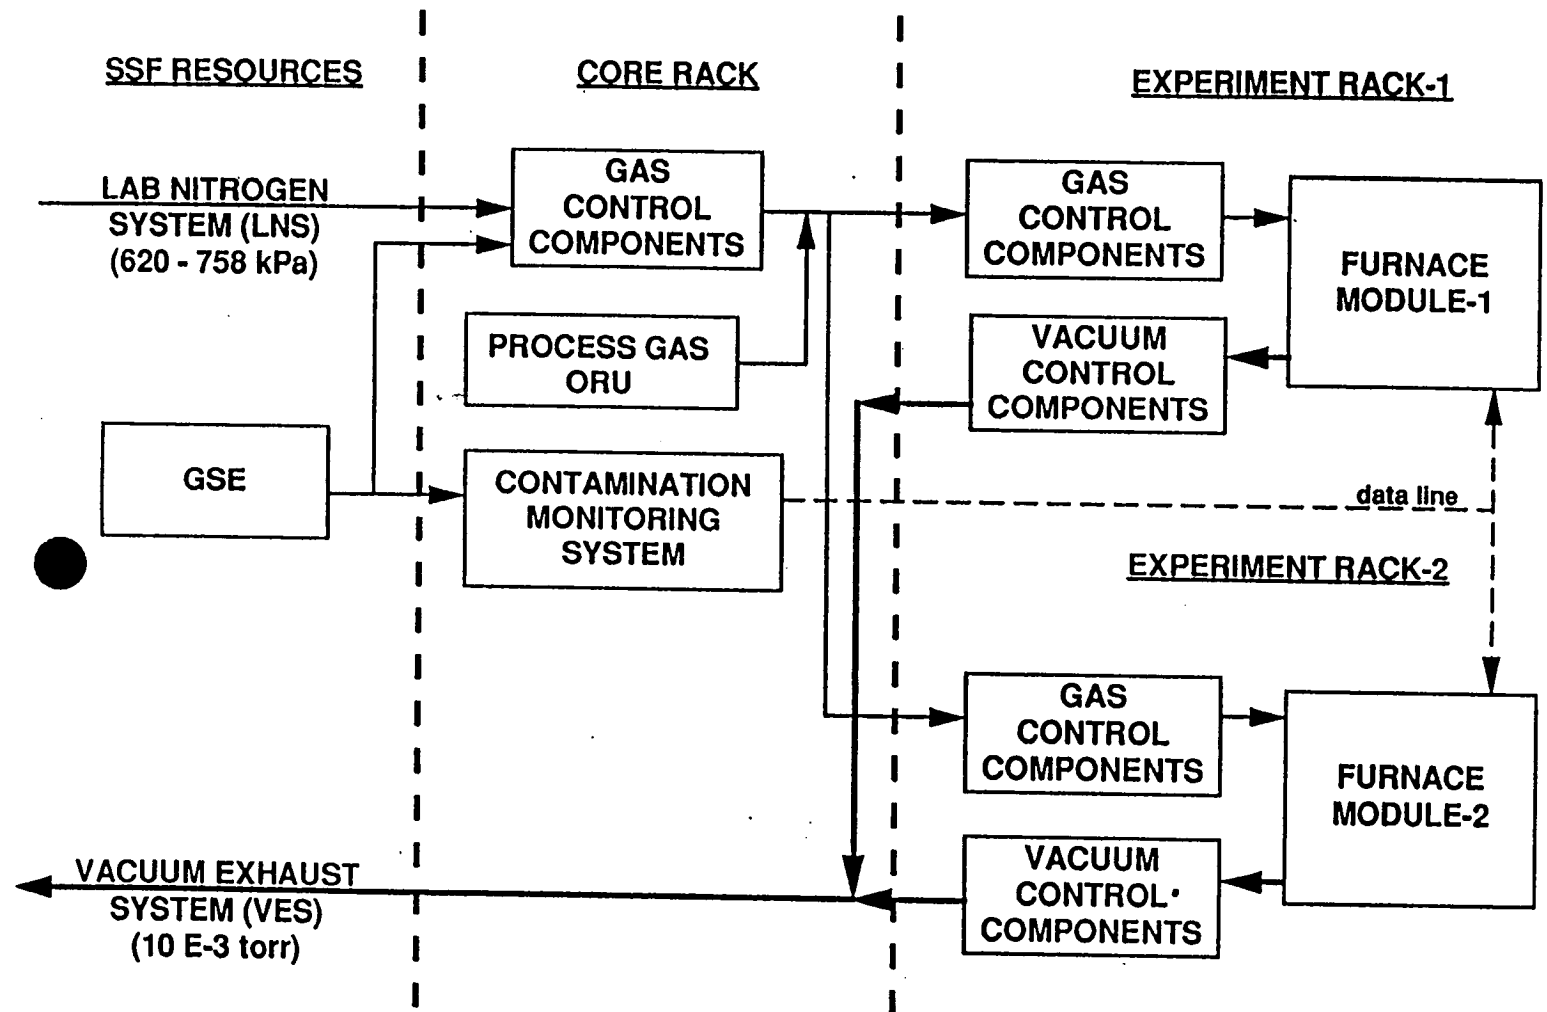 SSF RESOURCES
CORE RACK
EXPERIMENT RACK-1
LAB NITROGEN
SYSTEM (LNS)
(620 - 758 kPa)
GAS
CONTROL
COMPONENTS
GAS
CONTROL
COMPONENTS
FURNACE
MODULE-1
PROCESS GAS
ORU
VACUUM
CONTROL
COMPONENTS
GSE
CONTAMINATION
MONITORING
SYSTEM
data line
EXPERIMENT RACK-2
GAS
CONTROL
COMPONENTS
FURNACE
MODULE-2
VACUUM
CONTROL
COMPONENTS
VACUUM EXHAUST
SYSTEM (VES)
(10 E-3 torr)